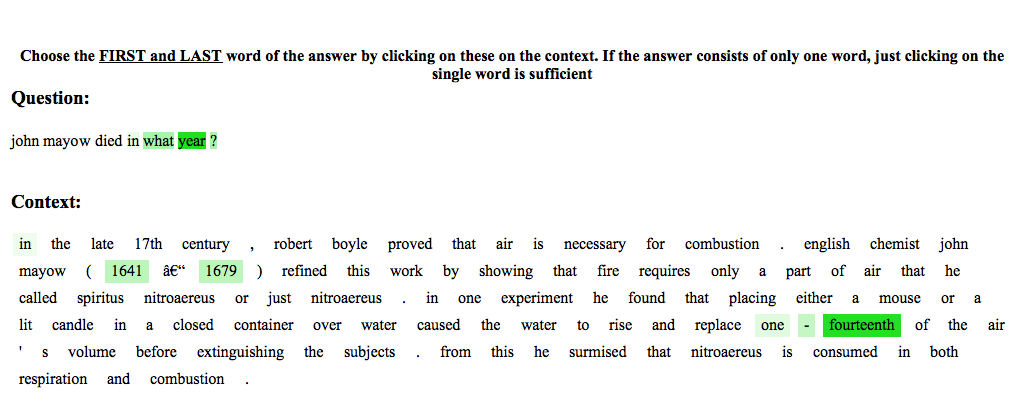 Choose the FIRST and LAST word of the answer by clicking on these on the context. If the answer consists of only one word, just clicking on the
single word is sufficient
Question:
john mayow died in what year ?
Context:
in the late 17th century , robert boyle proved that air is necessary for combustion . english chemist john
mayow ( 1641 â€“ 1679 ) refined this work by showing that fire requires only a part of air that he
called spiritus nitroaereus or just nitroaereus . in one experiment he found that placing either a mouse or a
lit candle in a closed container over water caused the water to rise and replace one - fourteenth of the air
' s volume before extinguishing the subjects . from this he surmised that nitroaereus is consumed in both
respiration and combustion .